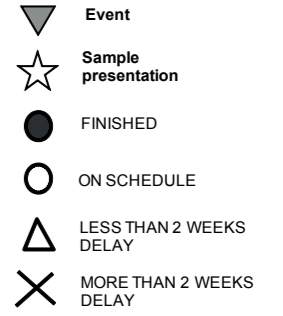 Event
Sample
presentation
FINISHED
ON SCHEDULE
LESS THAN 2 WEEKS
DELAY
MORE THAN 2 WEEKS
DELAY